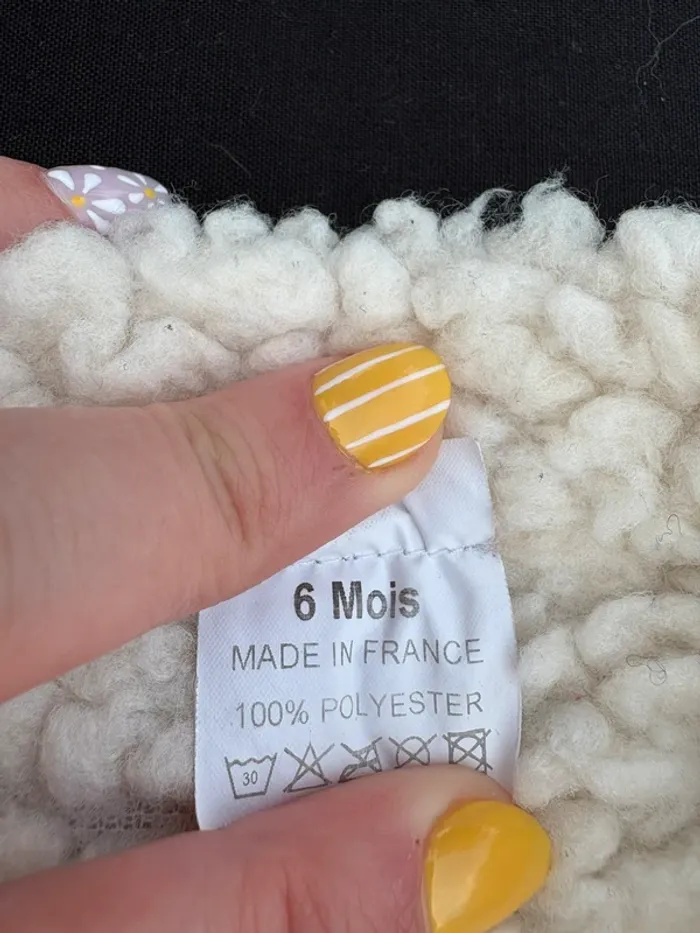 6 Mois
MADE IN FRANCE
100% POLYESTER
30